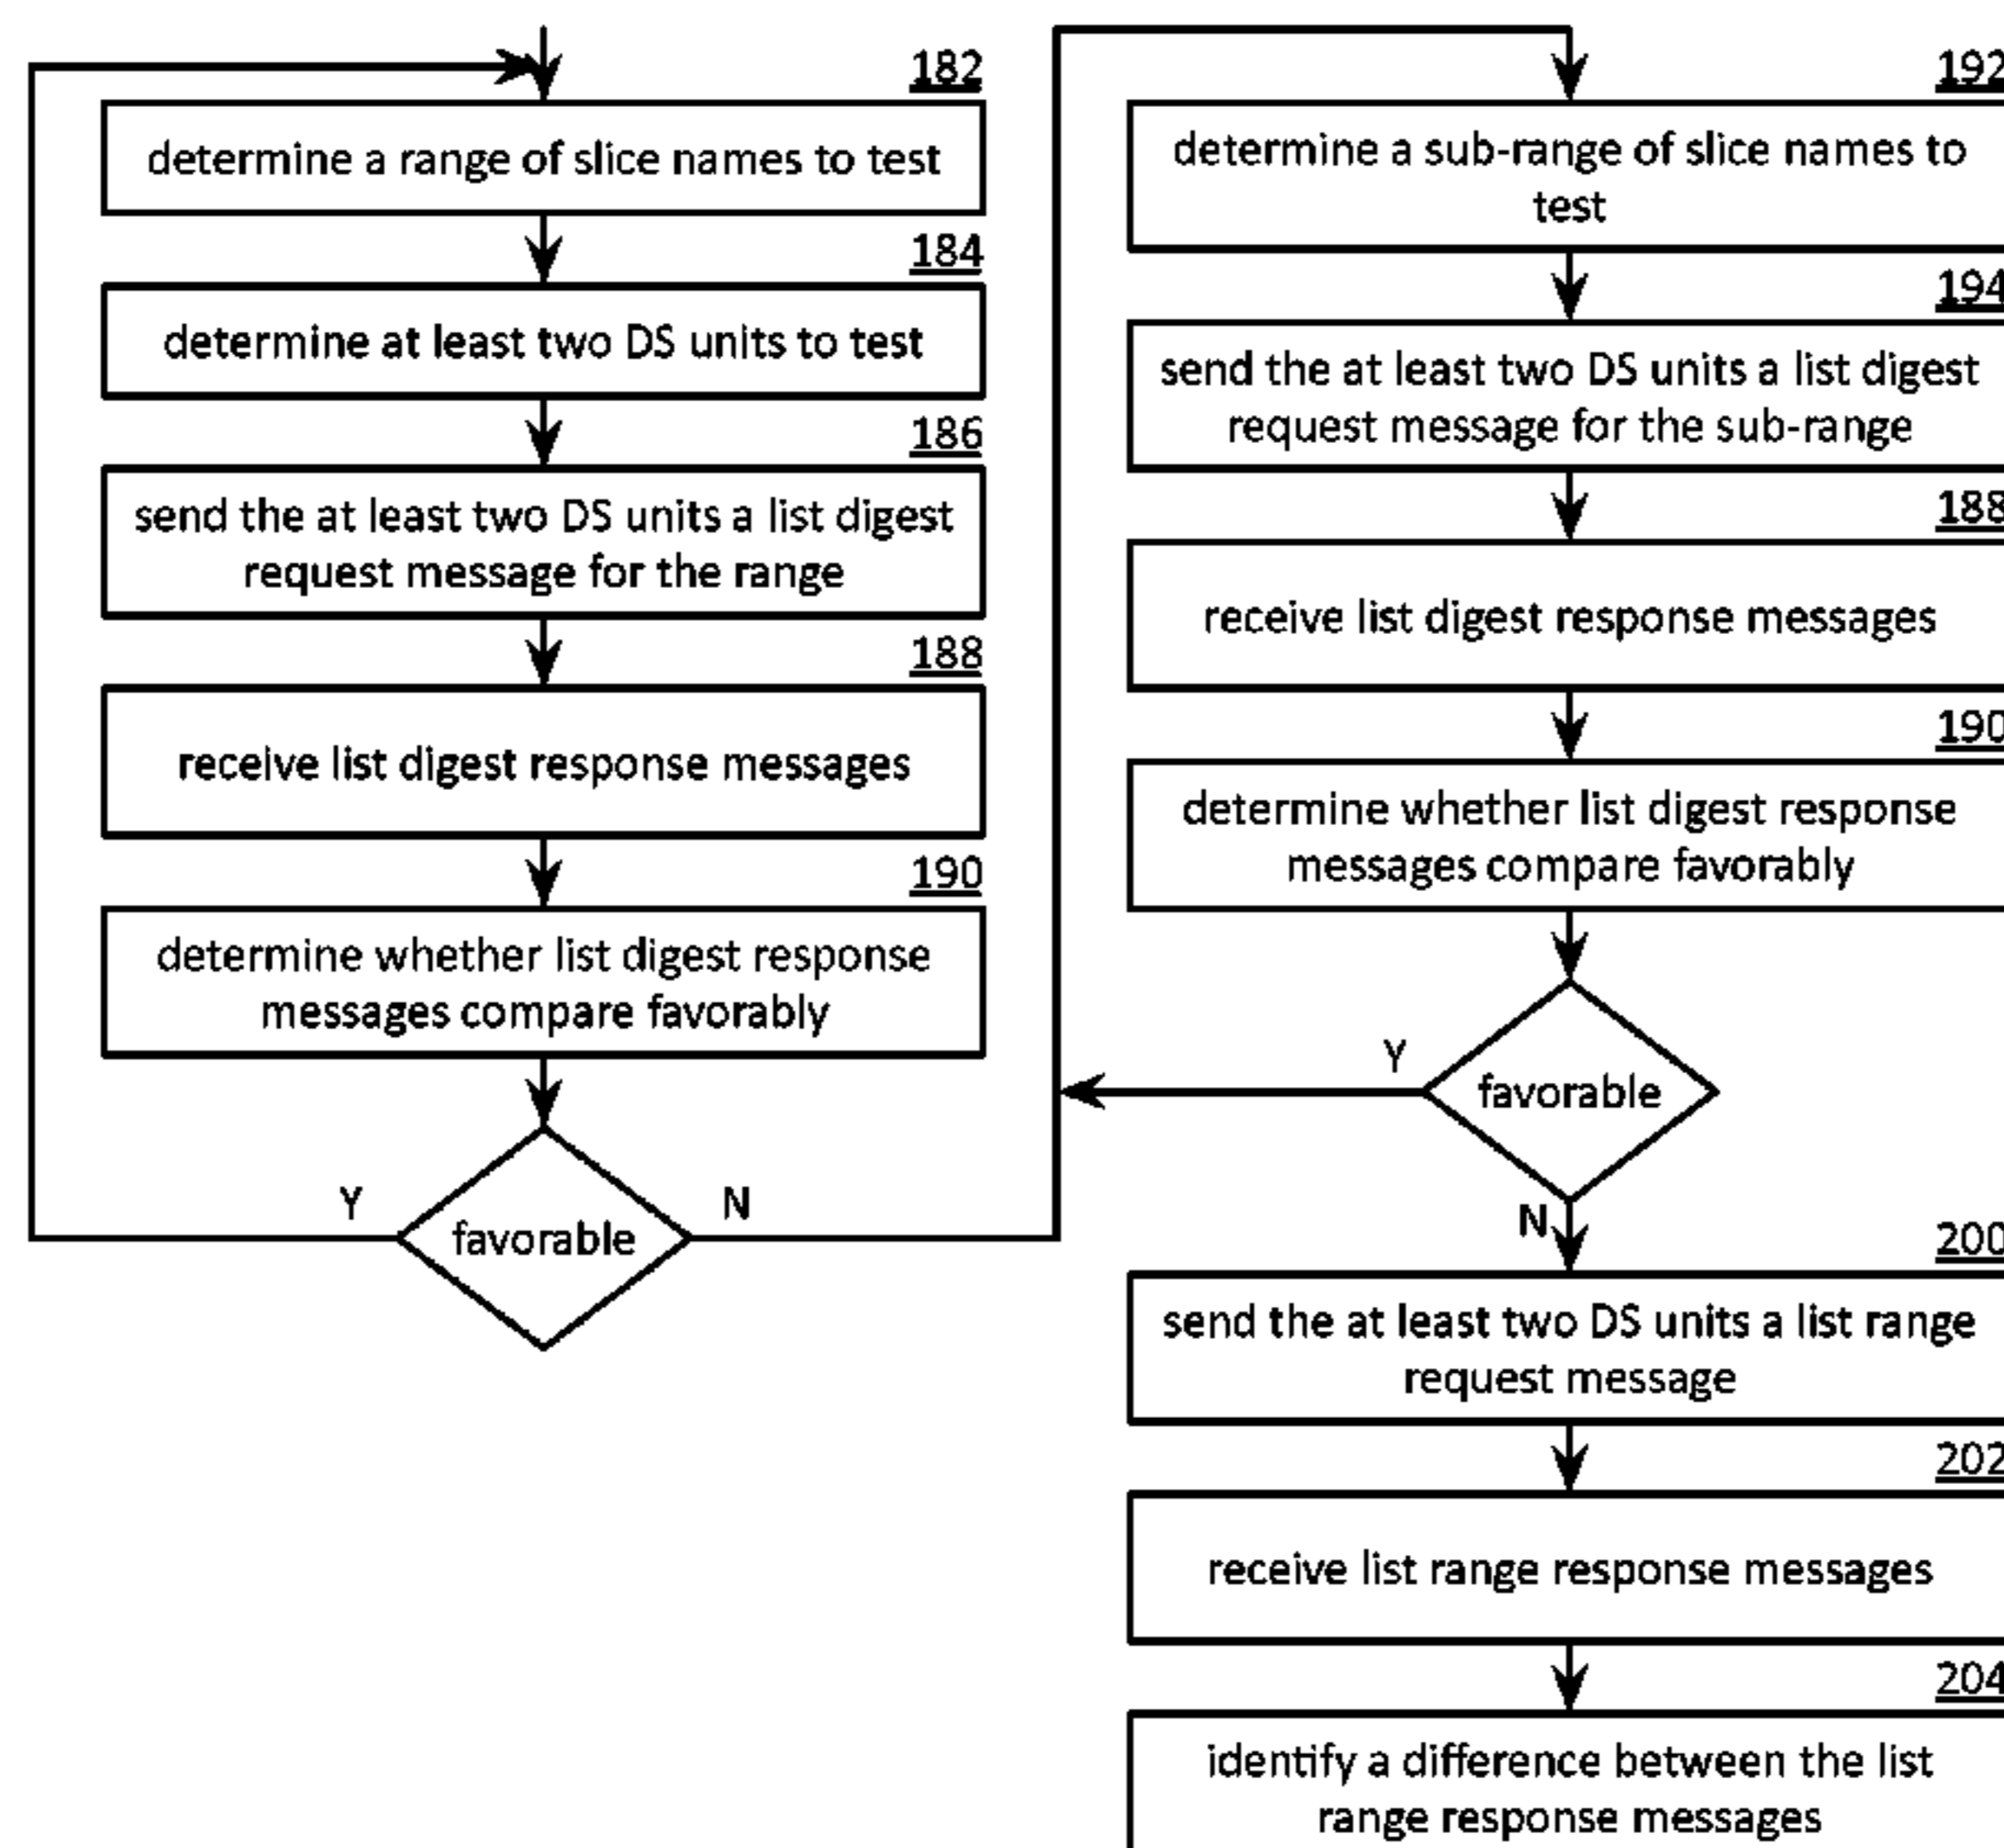 182
determine a range of slice names to test
184
determine at least two DS units to test
186
send the at least two DS units a list digest
request message for the range
188
receive list digest response messages
190
determine whether list digest response
messages compare favorably
Y
favorable
N
192
determine a sub-range of slice names to
test
194
send the at least two DS units a list digest
request message for the sub-range
188
receive list digest response messages
190
determine whether list digest response
messages compare favorably
Y
favorable
N
200
send the at least two DS units a list range
request message
202
receive list range response messages
204
identify a difference between the list
range response messages